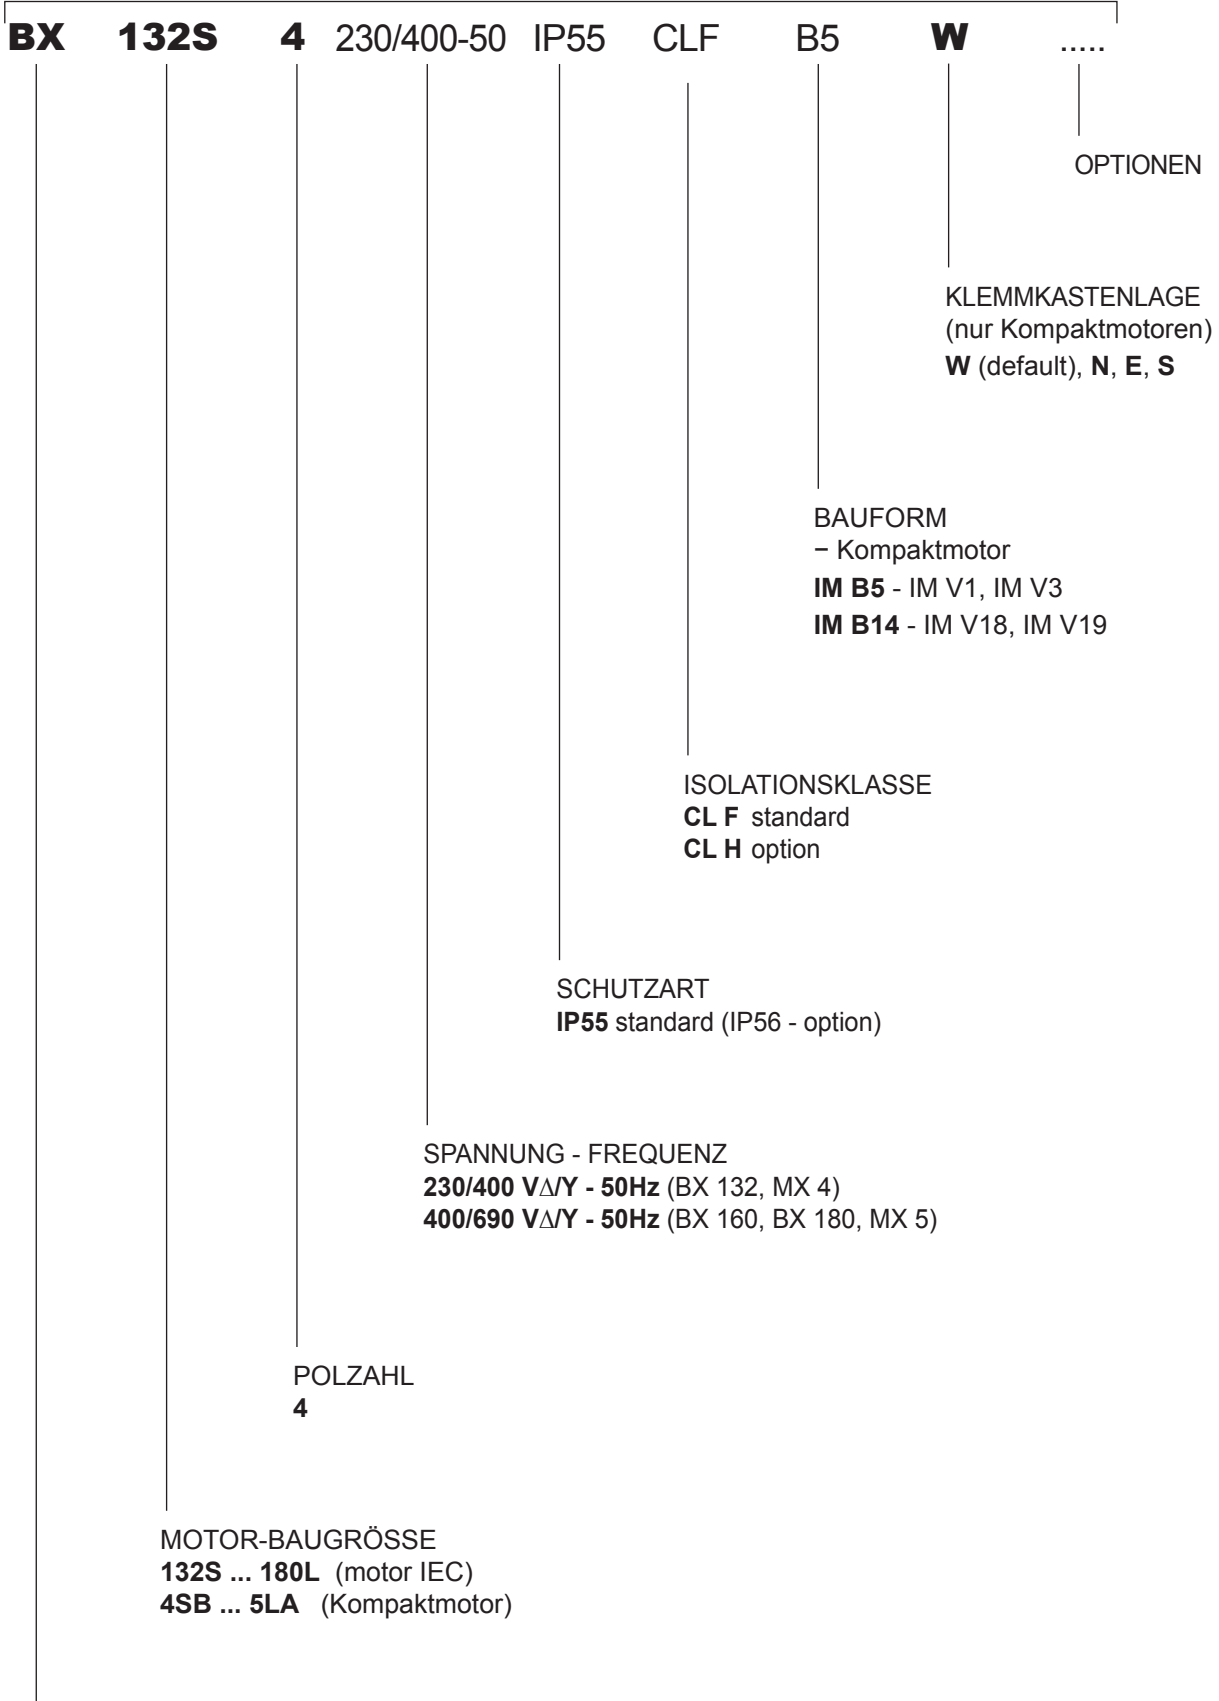 BX 132S 4 230/400-50 IP55 CLF B5 W .....
OPTIONEN
KLEMMKASTENLAGE
(nur Kompaktmotoren)
W (default), N, E, S
BAUFORM
− Kompaktmotor
IM B5 - IM V1, IM V3
IM B14 - IM V18, IM V19
ISOLATIONSKLASSE
CL F standard
CL H option
SCHUTZART
IP55 standard (IP56 - option)
SPANNUNG - FREQUENZ
230/400 V∆/Y - 50Hz (BX 132, MX 4)
400/690 V∆/Y - 50Hz (BX 160, BX 180, MX 5)
POLZAHL
4
MOTOR-BAUGRÖSSE
132S ... 180L (motor IEC)
4SB ... 5LA (Kompaktmotor)